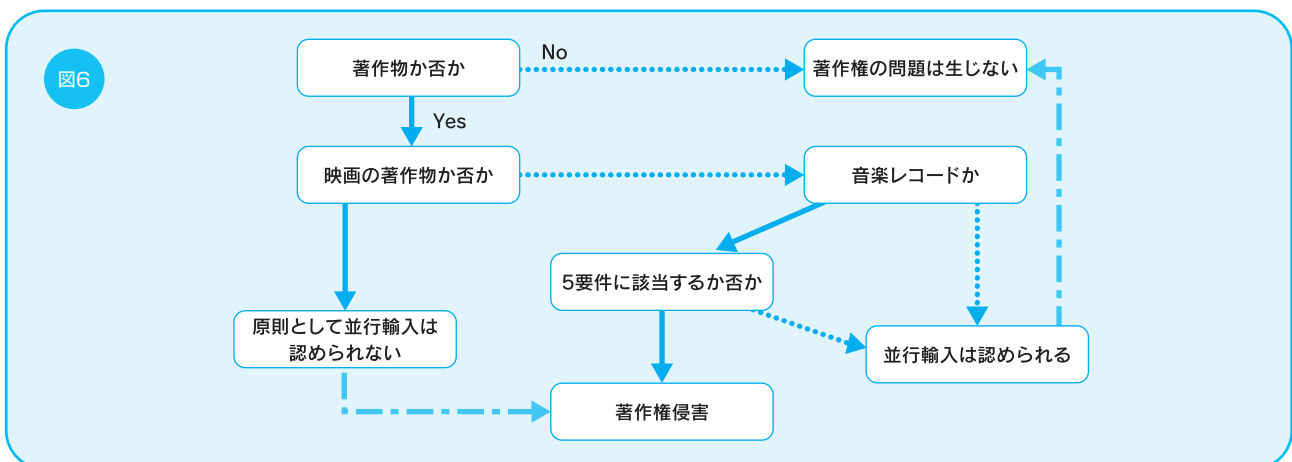 図6
著作物か否か
No
著作権の問題は生じない
Yes
映画の著作物か否か
音楽レコードか
5要件に該当するか否か
原則として並行輸入は
認められない
並行輸入は認められる
著作権侵害